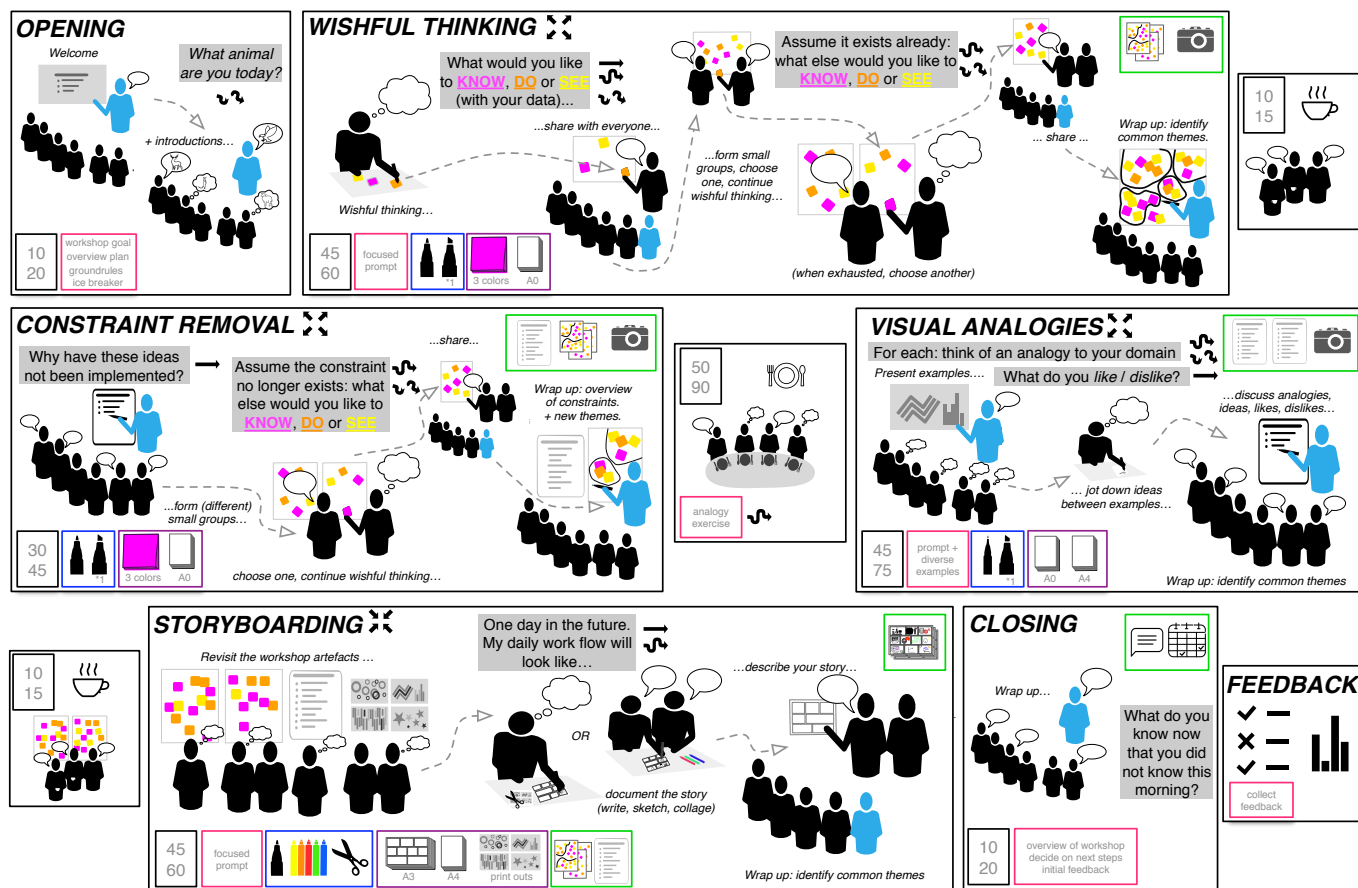 OPENING
Welcome
What animal
are you today?
+ introductions…
10
20
workshop goal
overview plan
groundrules
ice breaker
WISHFUL THINKING
What would you like
to KNOW, DO or SEE
(with your data)...
Wishful thinking…
...share with everyone...
45
60
focused
prompt
*1
3 colors
A0
...form small
groups, choose
one, continue
wishful thinking…
Assume it exists already:
what else would you like to
KNOW, DO or SEE
(when exhausted, choose another)
... share ...
Wrap up: identify
common themes.
10
15
CONSTRAINT REMOVAL
Why have these ideas
not been implemented?
Assume the constraint
no longer exists: what
else would you like to
KNOW, DO or SEE
...share...
Wrap up: overview
of constraints.
+ new themes.
...form (different)
small groups…
choose one, continue wishful thinking…
30
45
*1
3 colors
A0
50
90
analogy
exercise
VISUAL ANALOGIES
For each: think of an analogy to your domain
Present examples….
What do you like / dislike?
…discuss analogies,
ideas, likes, dislikes…
… jot down ideas
between examples…
45
75
prompt +
diverse
examples
*1
A0
A4
Wrap up: identify common themes
10
15
STORYBOARDING
Revisit the workshop artefacts …
One day in the future.
My daily work flow will
look like…
OR
document the story
(write, sketch, collage)
...describe your story…
45
60
focused
prompt
A3
A4
print outs
Wrap up: identify common themes
CLOSING
Wrap up…
What do you
know now
that you did
not know this
morning?
10
20
overview of workshop
decide on next steps
initial feedback
FEEDBACK
collect
feedback